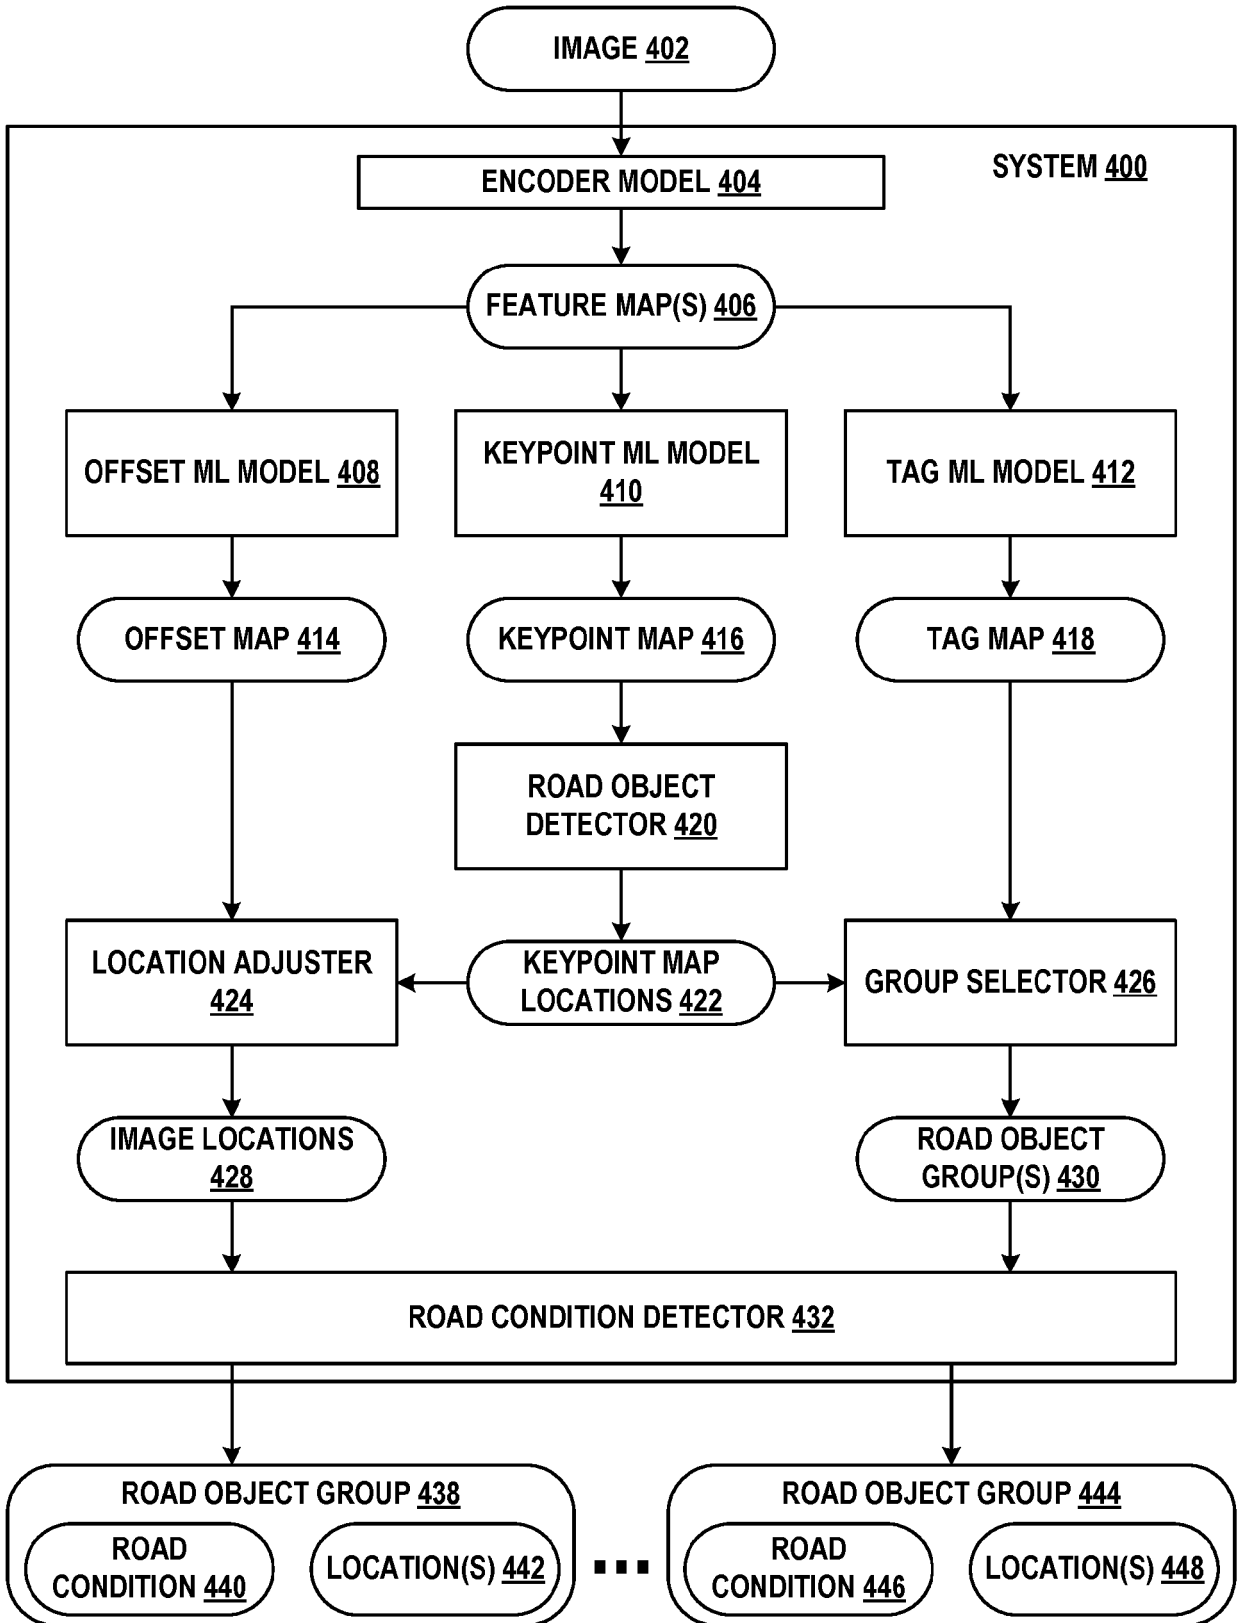 IMAGE 402
SYSTEM 400
ENCODER MODEL 404
FEATURE MAP(S) 406
OFFSET ML MODEL 408
KEYPOINT ML MODEL
410
TAG ML MODEL 412
OFFSET MAP 414
KEYPOINT MAP 416
TAG MAP 418
ROAD OBJECT
DETECTOR 420
LOCATION ADJUSTER
424
KEYPOINT MAP
LOCATIONS 422
GROUP SELECTOR 426
IMAGE LOCATIONS
428
ROAD OBJECT
GROUP(S) 430
ROAD CONDITION DETECTOR 432
ROAD OBJECT GROUP 438
ROAD
CONDITION 440
LOCATION(S) 442
ROAD OBJECT GROUP 444
ROAD
CONDITION 446
LOCATION(S) 448